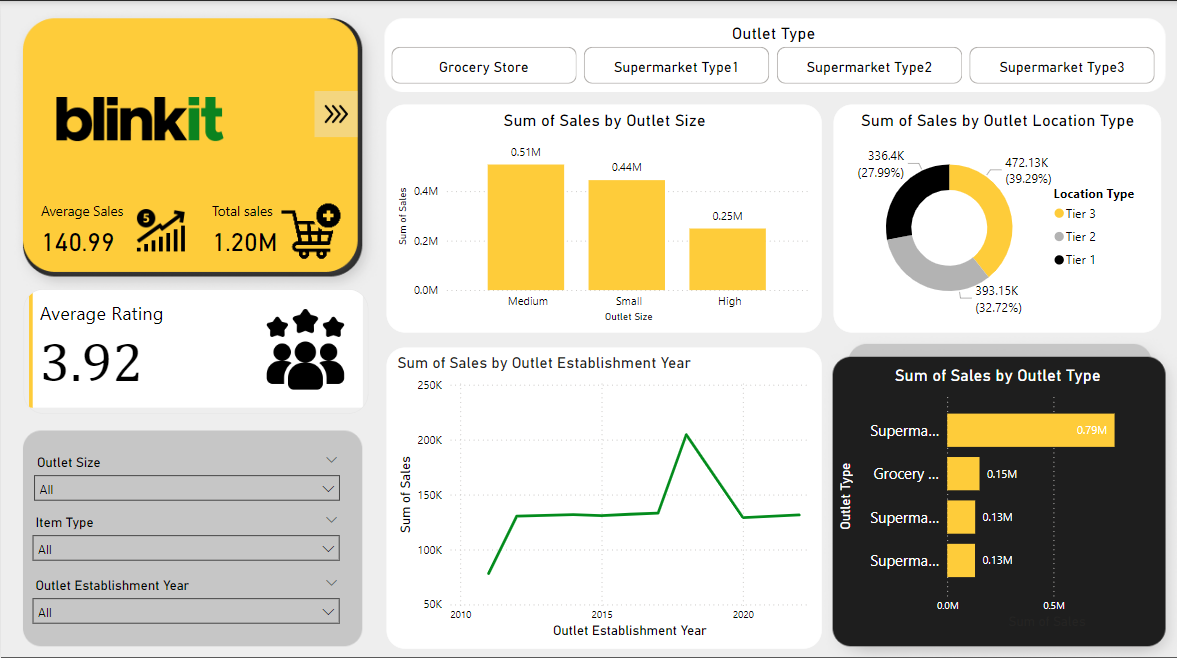 blinkit
Average Sales
140.99
Total sales
1.20M
Average Rating
3.92
Outlet Size
All
Item Type
All
Outlet Establishment Year
All
Outlet Type
Grocery Store
Supermarket Type1
Supermarket Type2
Supermarket Type3
Sum of Sales by Outlet Size
Sum of Sales
0.4M
0.2M
0.0M
0.51M
0.44M
0.25M
Medium
Small
High
Outlet Size
Sum of Sales by Outlet Location Type
336.4K
(27.99%)
472.13K
(39.29%)
393.15K
(32.72%)
Location Type
Tier 3
Tier 2
Tier 1
Sum of Sales by Outlet Establishment Year
Sum of Sales
250K
200K
150K
100K
50K
2010
2015
2020
Outlet Establishment Year
Sum of Sales by Outlet Type
Outlet Type
Superma...
0.79M
Grocery ...
0.15M
Superma...
0.13M
Superma...
0.13M
0.0M
0.5M
Sum of Sales